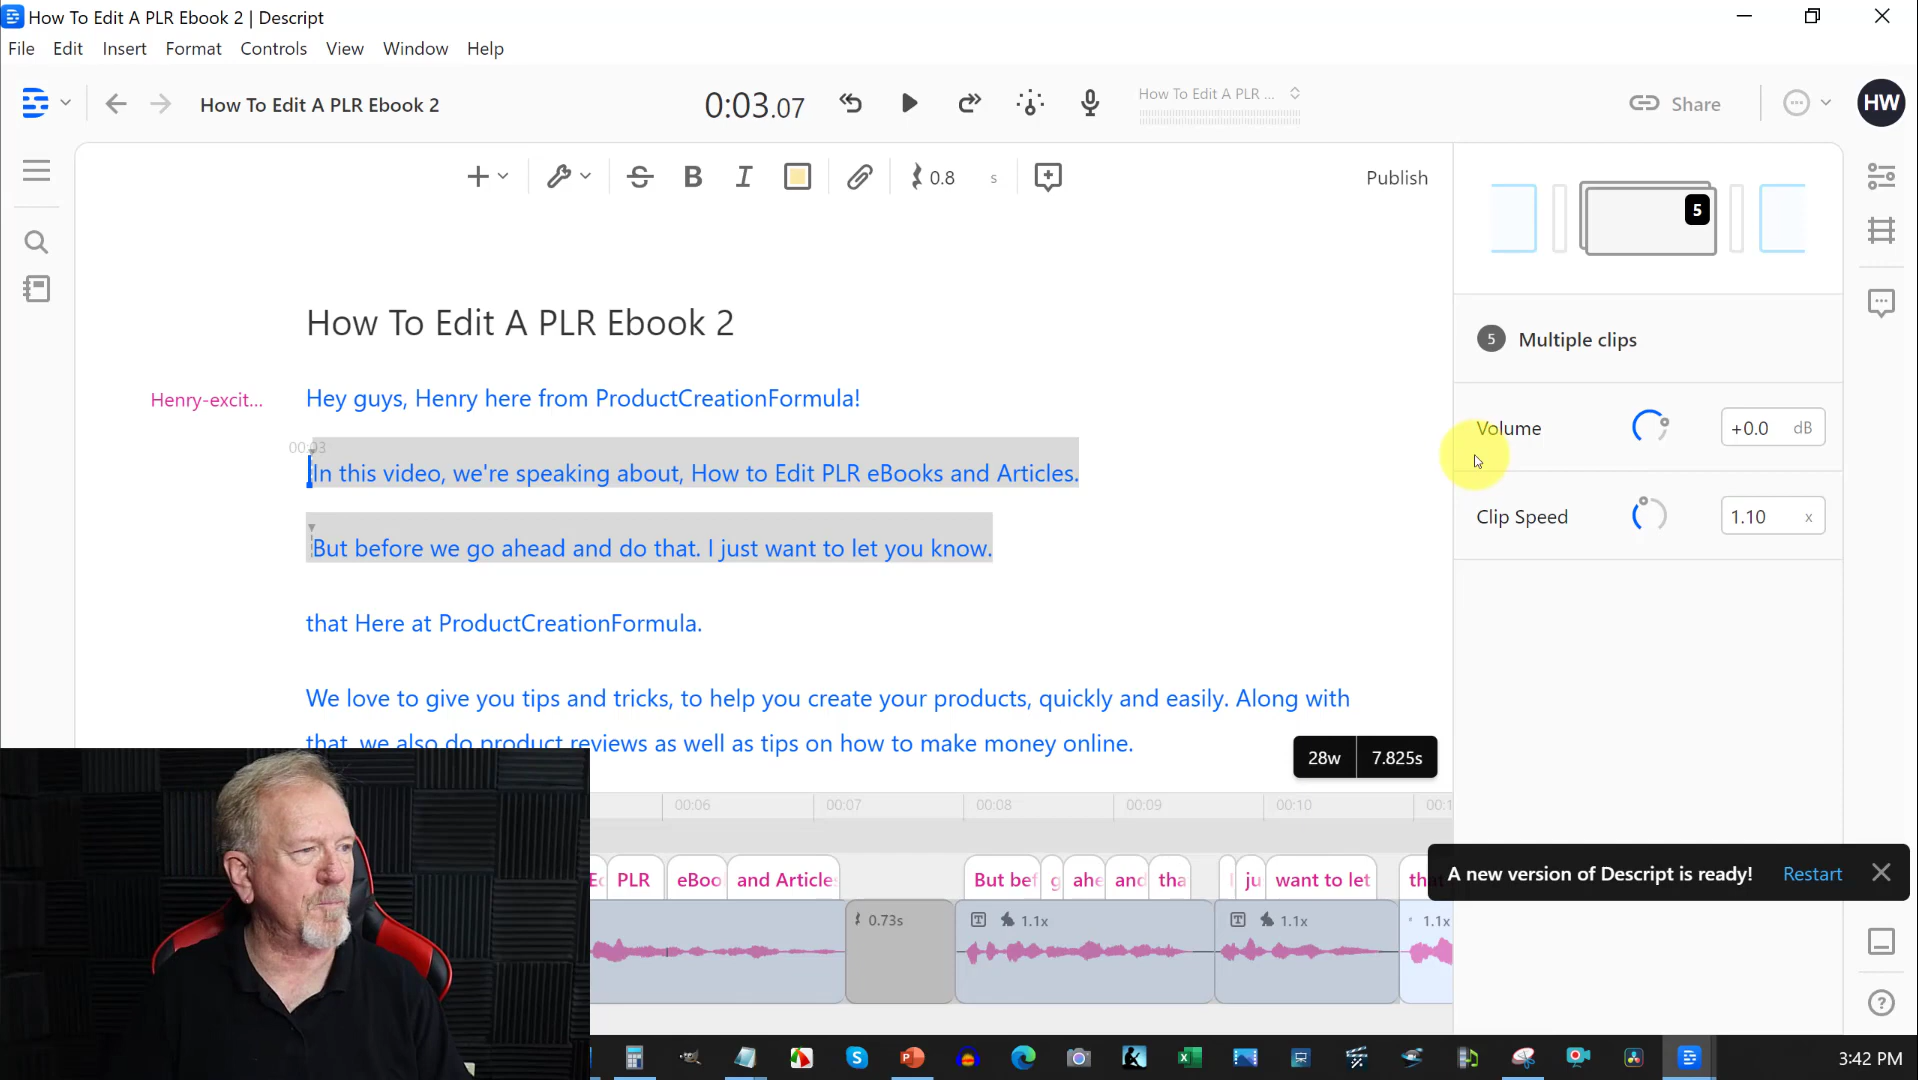 How To Edit A PLR Ebook 2 | Descript
File Edit Insert Format Controls View Window Help
How To Edit A PLR Ebook 2
0:03.07
How To Edit A PLR ...
Share
HW
0.8 s
Publish
5
How To Edit A PLR Ebook 2
5 Multiple clips
Henry-excit...
Hey guys, Henry here from ProductCreationFormula!
Volume +0.0 dB
00:03
In this video, we're speaking about, How to Edit PLR eBooks and Articles.
Clip Speed 1.10 x
But before we go ahead and do that. I just want to let you know.
that Here at ProductCreationFormula.
We love to give you tips and tricks, to help you create your products, quickly and easily. Along with
that, we also do product reviews as well as tips on how to make money online.
28w 7.825s
00:06 00:07 00:08 00:09 00:10 00:1
PLR eBoo and Article But bef g ahe and tha ju want to let tha
A new version of Descript is ready! Restart
0.73s 1.1x 1.1x 1.1x
3:42 PM